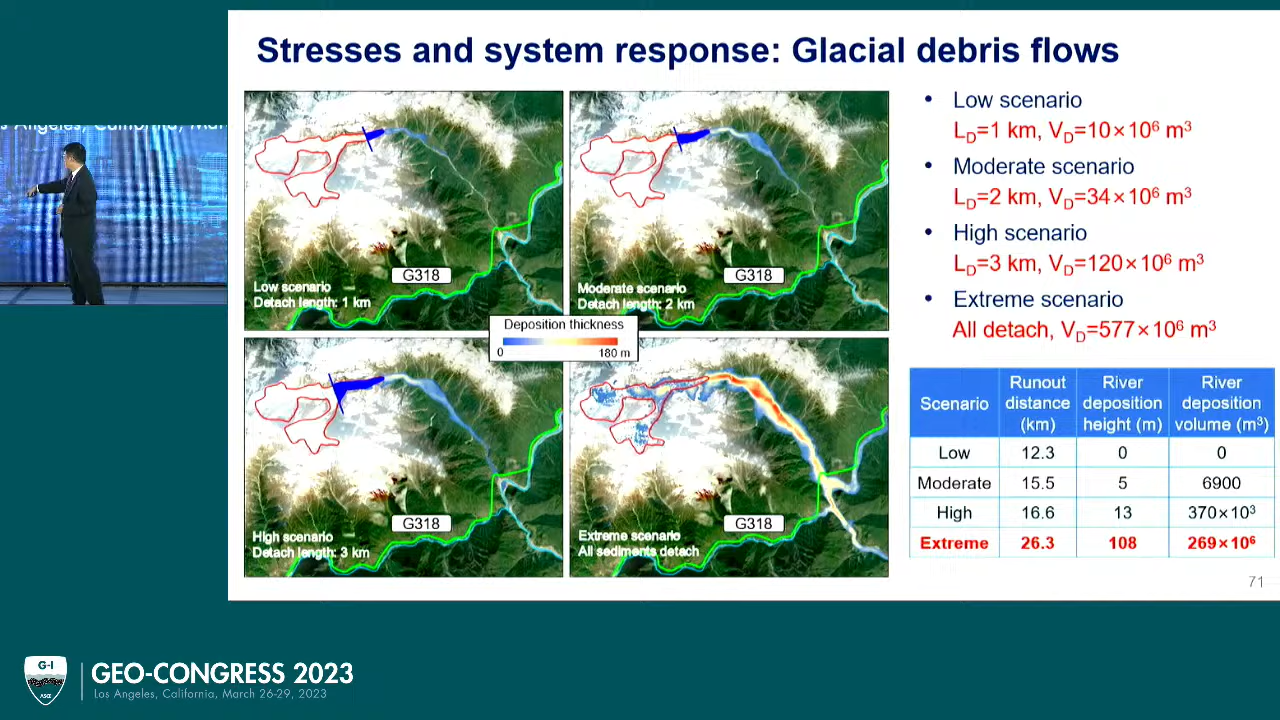 s Angeles, California, Mar
Stresses and system response: Glacial debris flows
G318
Low scenario
Detach length: 1 km
G318
Moderate scenario
Detach length: 2 km
Deposition thickness
0 180 m
G318
High scenario
Detach length: 3 km
G318
Extreme scenario
All sediments detach
• Low scenario
L_D=1 km, V_D=10×10⁶ m³
• Moderate scenario
L_D=2 km, V_D=34×10⁶ m³
• High scenario
L_D=3 km, V_D=120×10⁶ m³
• Extreme scenario
All detach, V_D=577×10⁶ m³
Scenario Runout distance (km) River deposition height (m) River deposition volume (m³)
Low 12.3 0 0
Moderate 15.5 5 6900
High 16.6 13 370×10³
Extreme 26.3 108 269×10⁶
71
G-I
ASCE
GEO-CONGRESS 2023
Los Angeles, California, March 26-29, 2023